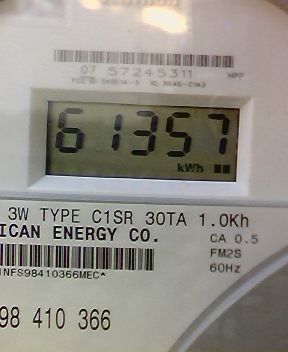 07 57245311
61357
kWh
3W TYPE C1SR 30TA 1.0Kh
ICAN ENERGY CO.
CA 0.5
FM2S
60Hz
INFS98410366MEC*
98 410 366